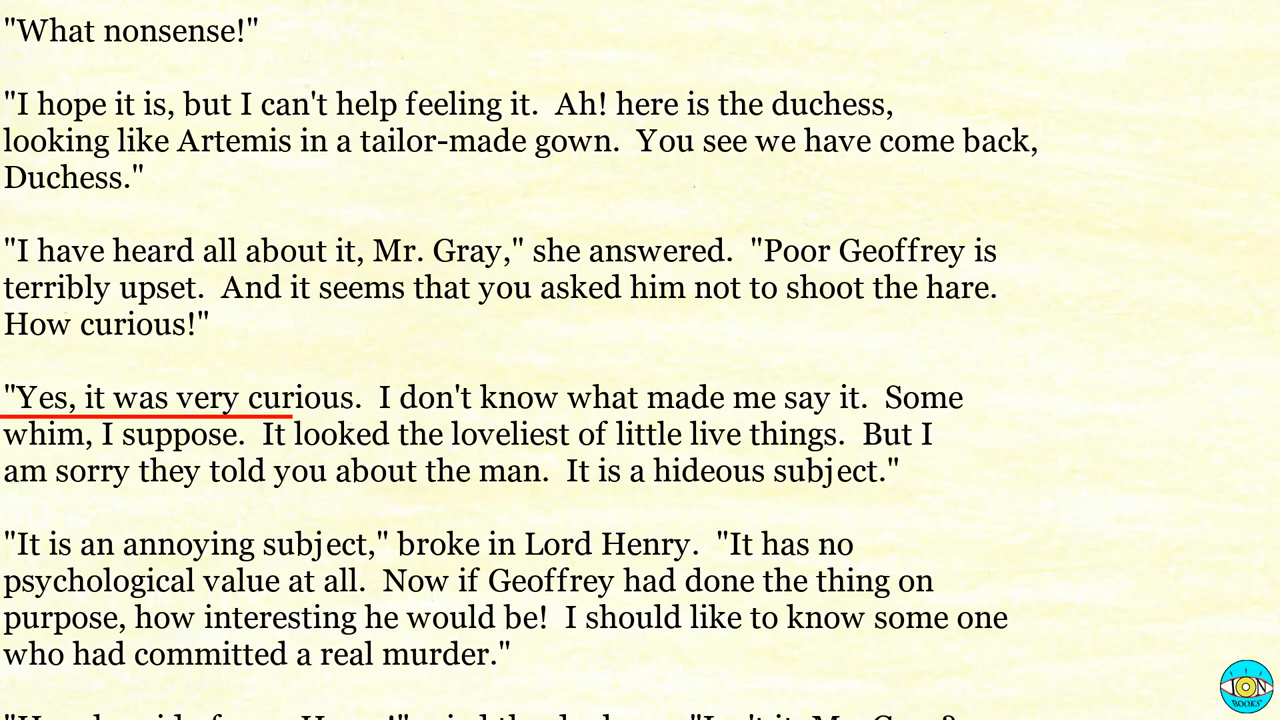 "What nonsense!"
"I hope it is, but I can't help feeling it.  Ah! here is the duchess,
looking like Artemis in a tailor-made gown.  You see we have come back,
Duchess."
"I have heard all about it, Mr. Gray," she answered.  "Poor Geoffrey is
terribly upset.  And it seems that you asked him not to shoot the hare.
How curious!"
"Yes, it was very curious.  I don't know what made me say it.  Some
whim, I suppose.  It looked the loveliest of little live things.  But I
am sorry they told you about the man.  It is a hideous subject."
"It is an annoying subject," broke in Lord Henry.  "It has no
psychological value at all.  Now if Geoffrey had done the thing on
purpose, how interesting he would be!  I should like to know some one
who had committed a real murder."
ION
BOOKS